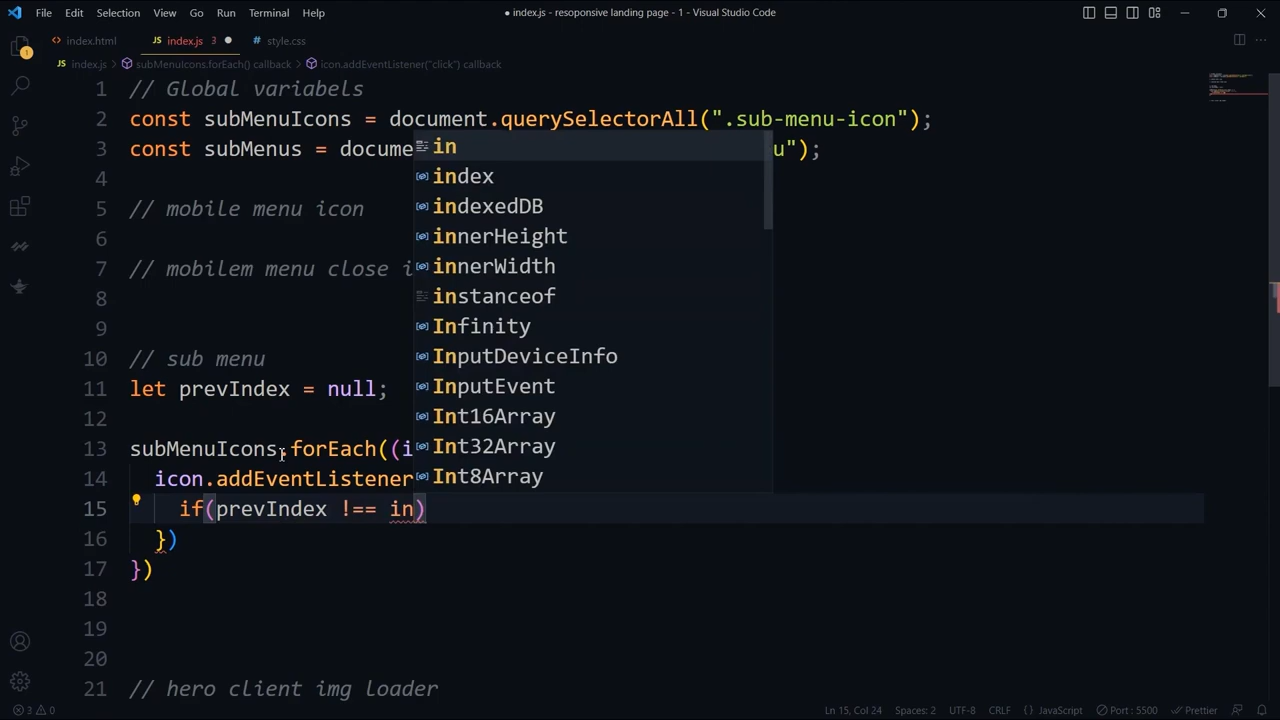 File Edit Selection View Go Run Terminal Help ● index.js - resoponsive landing page - 1 - Visual Studio Code
<> index.html JS index.js 3 ● # style.css
JS index.js > subMenuIcons.forEach() callback > icon.addEventListener("click") callback
1 // Global variabels
2 const subMenuIcons = document.querySelectorAll(".sub-menu-icon");
3 const subMenus = docume u");
4
5 // mobile menu icon
6
7 // mobilem menu close i
8
9
10 // sub menu
11 let prevIndex = null;
12
13 subMenuIcons.forEach((i
14 icon.addEventListener
15 if(prevIndex !== in)
16 })
17 })
18
19
20
21 // hero client img loader
in
index
indexedDB
innerHeight
innerWidth
instanceof
Infinity
InputDeviceInfo
InputEvent
Int16Array
Int32Array
Int8Array
1
3 0 Ln 15, Col 24 Spaces: 2 UTF-8 CRLF {} JavaScript Port : 5500 Prettier